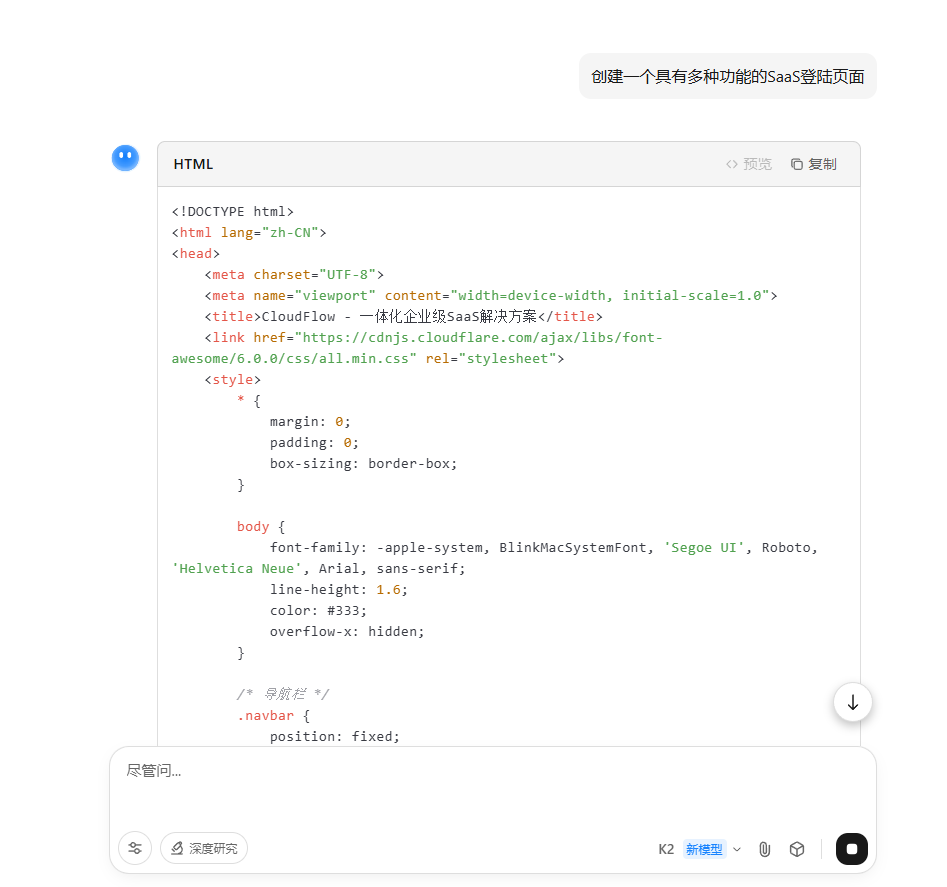 创建一个具有多种功能的SaaS登陆页面
HTML
预览 复制
<!DOCTYPE html>
<html lang="zh-CN">
<head>
    <meta charset="UTF-8">
    <meta name="viewport" content="width=device-width, initial-scale=1.0">
    <title>CloudFlow - 一体化企业级SaaS解决方案</title>
    <link href="https://cdnjs.cloudflare.com/ajax/libs/font-
awesome/6.0.0/css/all.min.css" rel="stylesheet">
    <style>
        * {
            margin: 0;
            padding: 0;
            box-sizing: border-box;
        }
        body {
            font-family: -apple-system, BlinkMacSystemFont, 'Segoe UI', Roboto,
'Helvetica Neue', Arial, sans-serif;
            line-height: 1.6;
            color: #333;
            overflow-x: hidden;
        }
        /* 导航栏 */
        .navbar {
            position: fixed;
尽管问...
深度研究
K2 新模型